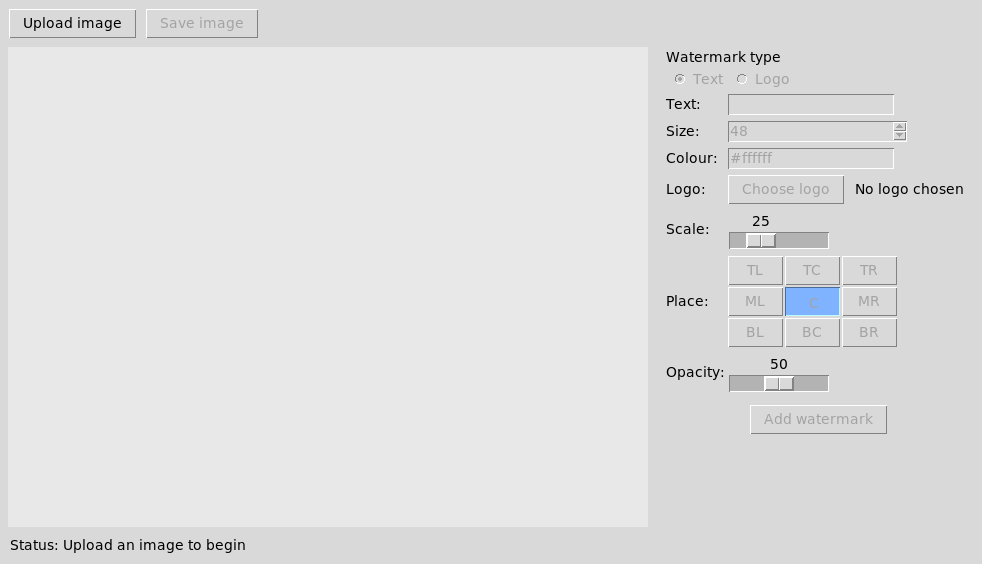 Upload image Save image
Watermark type
Text Logo
Text:
Size: 48
Colour: #ffffff
Logo: Choose logo No logo chosen
25
Scale:
TL TC TR
Place: ML C MR
BL BC BR
50
Opacity:
Add watermark
Status: Upload an image to begin